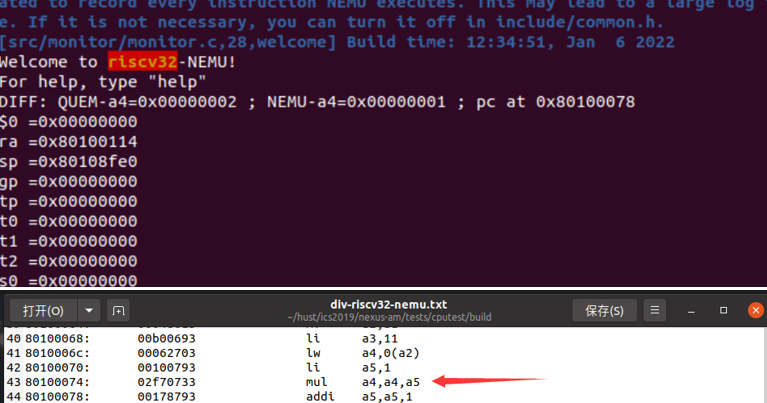 ated to record every instruction NEMU executes. This may lead to a large log
e. If it is not necessary, you can turn it off in include/common.h.
[src/monitor/monitor.c,28,welcome] Build time: 12:34:51, Jan  6 2022
Welcome to riscv32-NEMU!
For help, type "help"
DIFF: QUEM-a4=0x00000002 ; NEMU-a4=0x00000001 ; pc at 0x80100078
$0 =0x00000000
ra =0x80100114
sp =0x80108fe0
gp =0x00000000
tp =0x00000000
t0 =0x00000000
t1 =0x00000000
t2 =0x00000000
s0 =0x00000000
打开(O)
div-riscv32-nemu.txt
~/hust/ics2019/nexus-am/tests/cputest/build
保存(S)
40 80100068: 00b00693 li a3,11
41 8010006c: 00062703 lw a4,0(a2)
42 80100070: 00100793 li a5,1
43 80100074: 02f70733 mul a4,a4,a5
44 80100078: 00178793 addi a5,a5,1